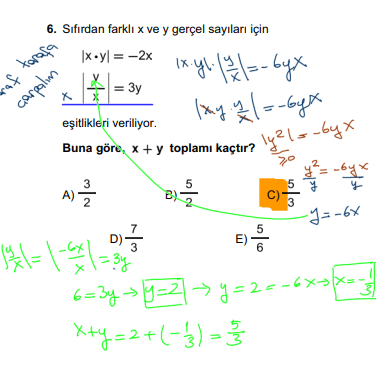 6. Sıfırdan farklı x ve y gerçel sayıları için
|x•y| = −2x
|y/x| = 3y
eşitlikleri veriliyor.
Buna göre, x + y toplamı kaçtır?
A) 3/2 B) 5/2 C) 5/3
D) 7/3 E) 5/6
taraf tarafa
çarpalım
x
|x.y|.|y/x| = -6yx
|x.y.y/x| = -6yx
|y²| = -6yx
≥0
y²/y = -6yx/y
y = -6x
|y/x| = |-6x/x| = 3y
6=3y → y=2 → y=2=-6x → x=-1/3
x+y=2+(-1/3)=5/3